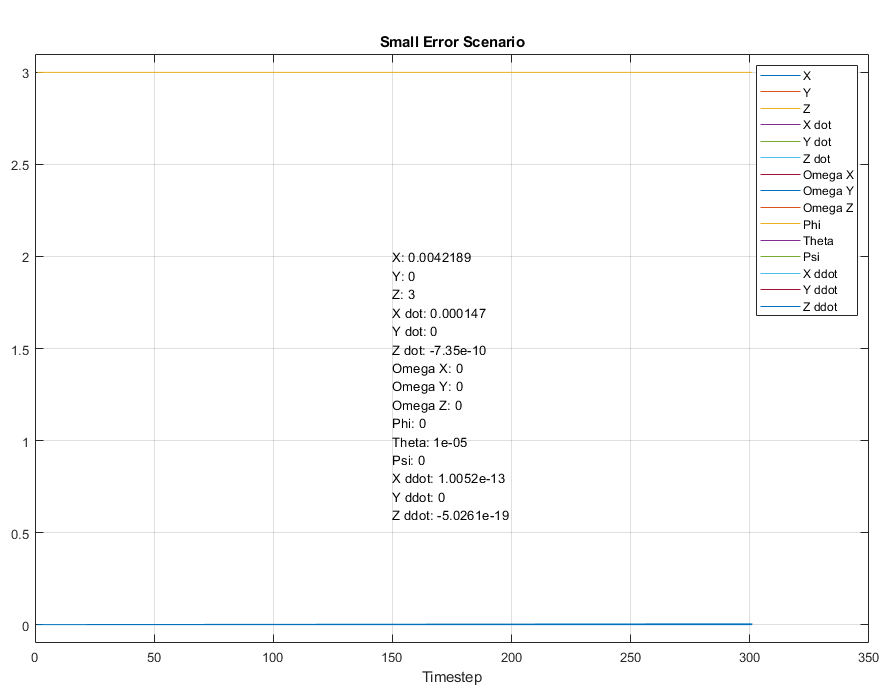 Small Error Scenario
3
2.5
2
1.5
1
0.5
0
X
Y
Z
X dot
Y dot
Z dot
Omega X
Omega Y
Omega Z
Phi
Theta
Psi
X ddot
Y ddot
Z ddot
X: 0.0042189
Y: 0
Z: 3
X dot: 0.000147
Y dot: 0
Z dot: -7.35e-10
Omega X: 0
Omega Y: 0
Omega Z: 0
Phi: 0
Theta: 1e-05
Psi: 0
X ddot: 1.0052e-13
Y ddot: 0
Z ddot: -5.0261e-19
0 50 100 150 200 250 300 350
Timestep